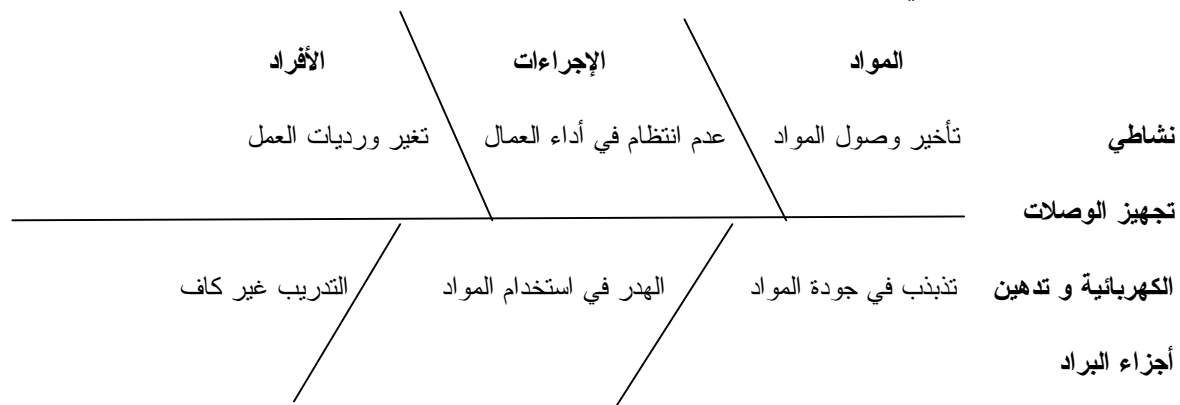 المواد الإجراءات الأفراد
نشاطي تأخير وصول المواد عدم انتظام في أداء العمال تغير ورديات العمل
تجهيز الوصلات
الكهربائية و تدهين تذبذب في جودة المواد الهدر في استخدام المواد التدريب غير كاف
أجزاء البراد